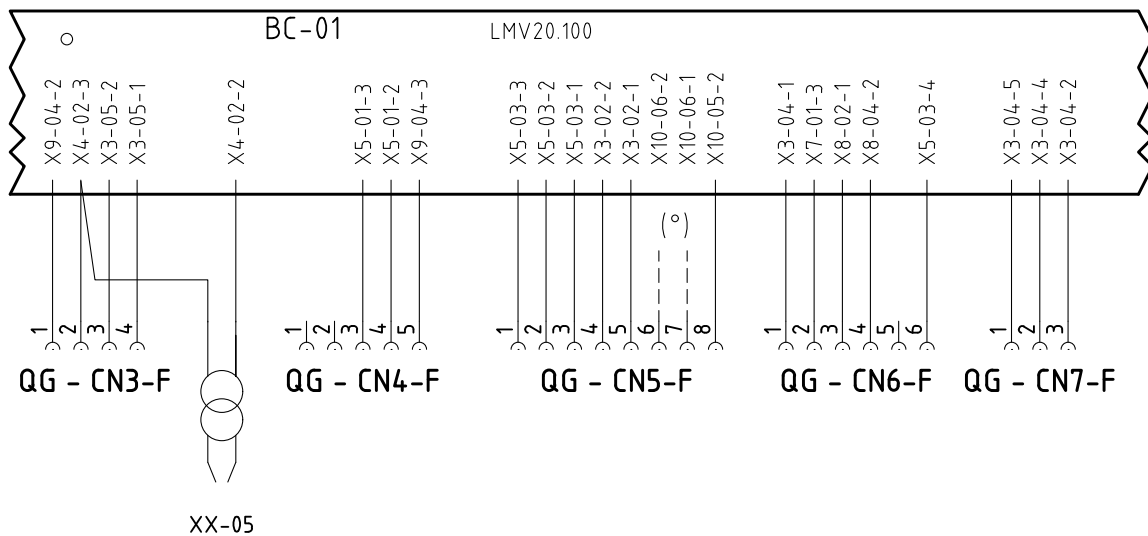 BC-01 LMV20.100
X9-04-2 X4-02-3 X3-05-2 X3-05-1 X4-02-2 X5-01-3 X5-01-2 X9-04-3 X5-03-3 X5-03-2 X5-03-1 X3-02-2 X3-02-1 X10-06-2 X10-06-1 X10-05-2 X3-04-1 X7-01-3 X8-02-1 X8-04-2 X5-03-4 X3-04-5 X3-04-4 X3-04-2
(°)
1 2 3 4 1 2 3 4 5 1 2 3 4 5 6 7 8 1 2 3 4 5 6 1 2 3
QG - CN3-F QG - CN4-F QG - CN5-F QG - CN6-F QG - CN7-F
XX-05